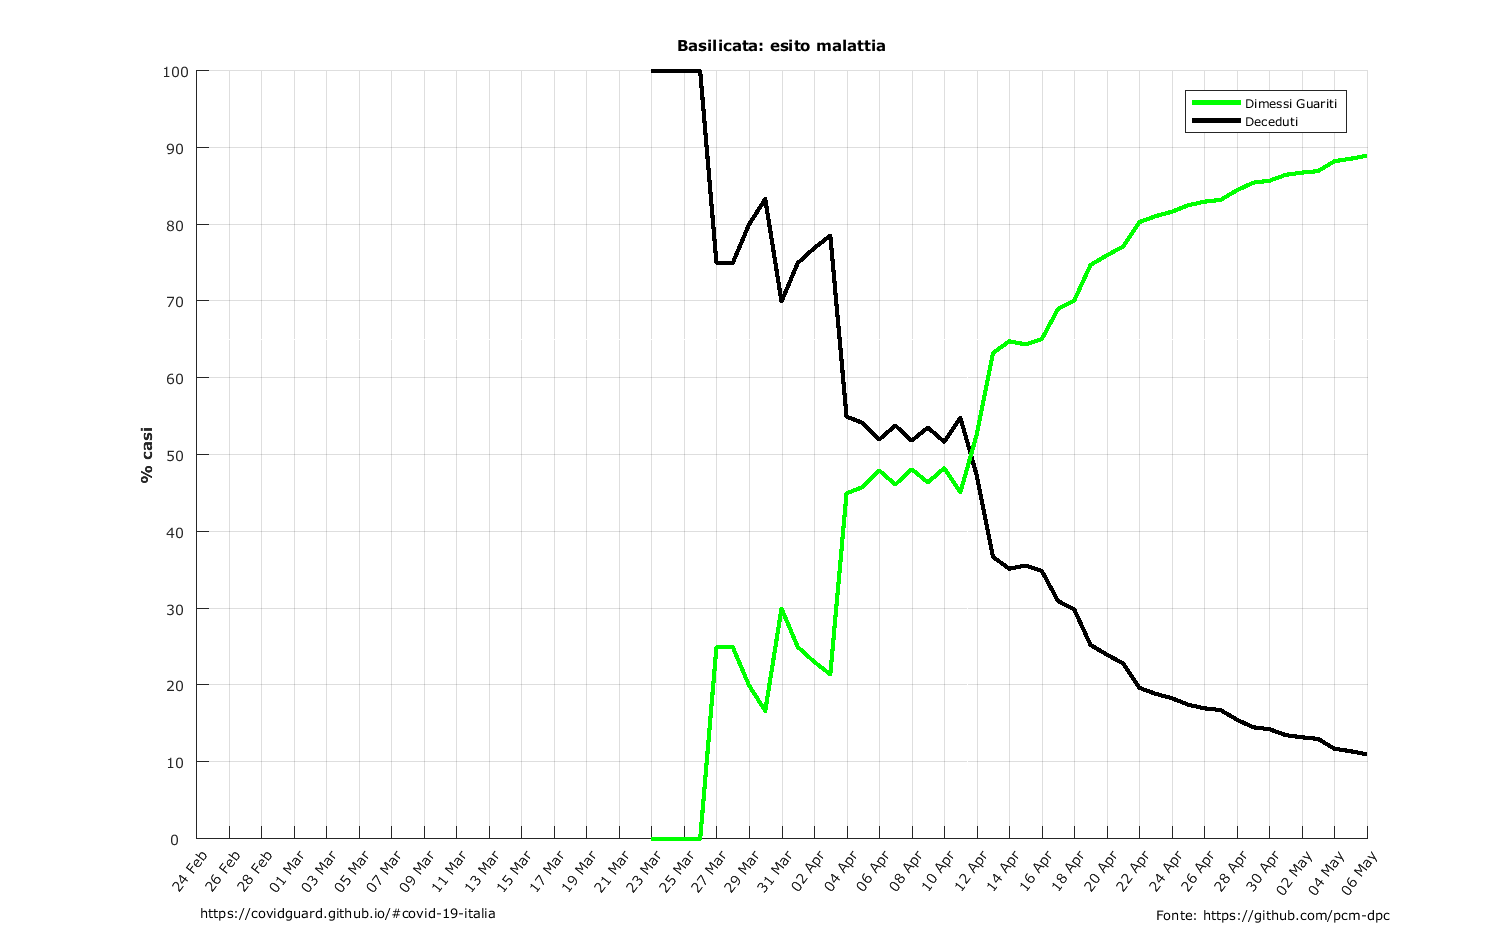 Basilicata: esito malattia
Dimessi Guariti
Deceduti
% casi
100
90
80
70
60
50
40
30
20
10
0
24 Feb
26 Feb
28 Feb
01 Mar
03 Mar
05 Mar
07 Mar
09 Mar
11 Mar
13 Mar
15 Mar
17 Mar
19 Mar
21 Mar
23 Mar
25 Mar
27 Mar
29 Mar
31 Mar
02 Apr
04 Apr
06 Apr
08 Apr
10 Apr
12 Apr
14 Apr
16 Apr
18 Apr
20 Apr
22 Apr
24 Apr
26 Apr
28 Apr
30 Apr
02 May
04 May
06 May
https://covidguard.github.io/#covid-19-italia
Fonte: https://github.com/pcm-dpc